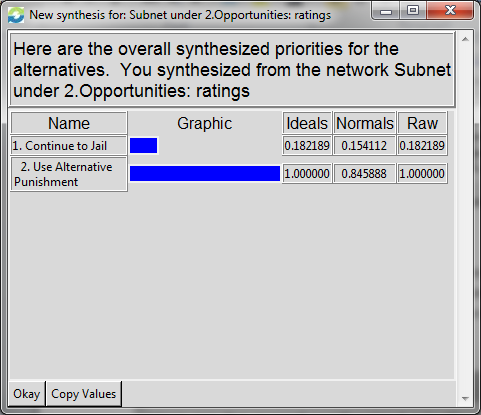 New synthesis for: Subnet under 2.Opportunities: ratings
Here are the overall synthesized priorities for the
alternatives. You synthesized from the network Subnet
under 2.Opportunities: ratings
Name Graphic Ideals Normals Raw
1. Continue to Jail 0.182189 0.154112 0.182189
2. Use Alternative
Punishment 1.000000 0.845888 1.000000
Okay Copy Values